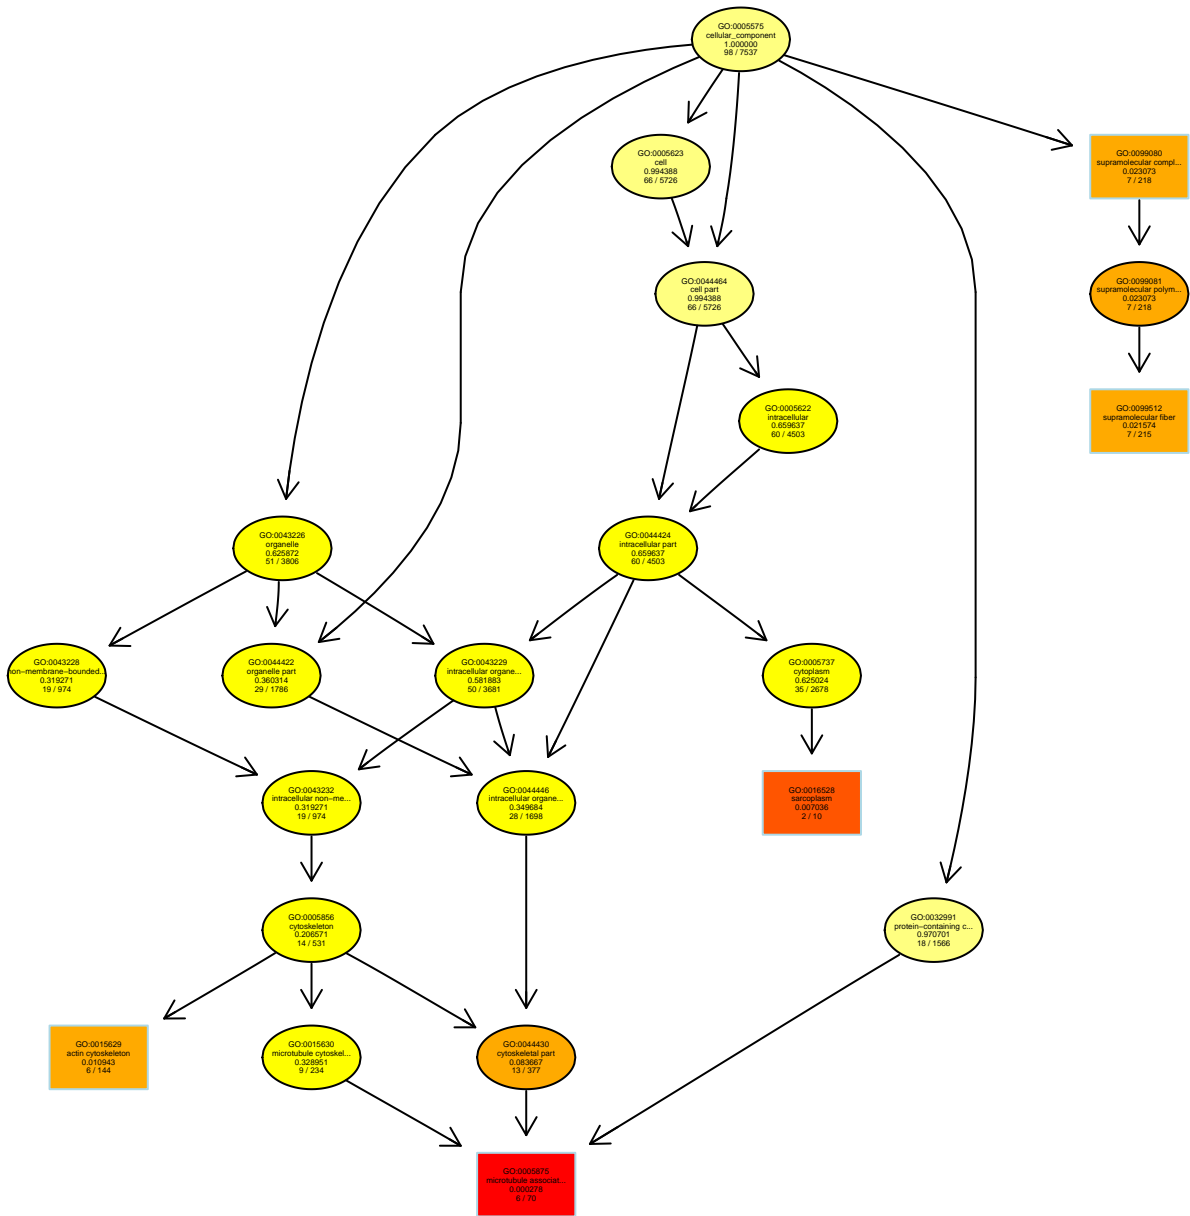 GO:0005575
cellular_component
1.000000
98 / 7537
GO:0005623
cell
0.994388
66 / 5726
GO:0099080
supramolecular compl...
0.023073
7 / 218
GO:0044464
cell part
0.994388
66 / 5726
GO:0099081
supramolecular polym...
0.023073
7 / 218
GO:0005622
intracellular
0.659637
60 / 4503
GO:0099512
supramolecular fiber
0.021574
7 / 215
GO:0043226
organelle
0.625872
51 / 3806
GO:0044424
intracellular part
0.659637
60 / 4503
GO:0043228
non−membrane−bounded...
0.319271
19 / 974
GO:0044422
organelle part
0.360314
29 / 1786
GO:0043229
intracellular organe...
0.581883
50 / 3681
GO:0005737
cytoplasm
0.625024
35 / 2678
GO:0043232
intracellular non−me...
0.319271
19 / 974
GO:0044446
intracellular organe...
0.349684
28 / 1698
GO:0016528
sarcoplasm
0.007036
2 / 10
GO:0005856
cytoskeleton
0.206571
14 / 531
GO:0032991
protein−containing c...
0.970701
18 / 1566
GO:0015629
actin cytoskeleton
0.010943
6 / 144
GO:0015630
microtubule cytoskel...
0.328951
9 / 234
GO:0044430
cytoskeletal part
0.083667
13 / 377
GO:0005875
microtubule associat...
0.000278
6 / 70